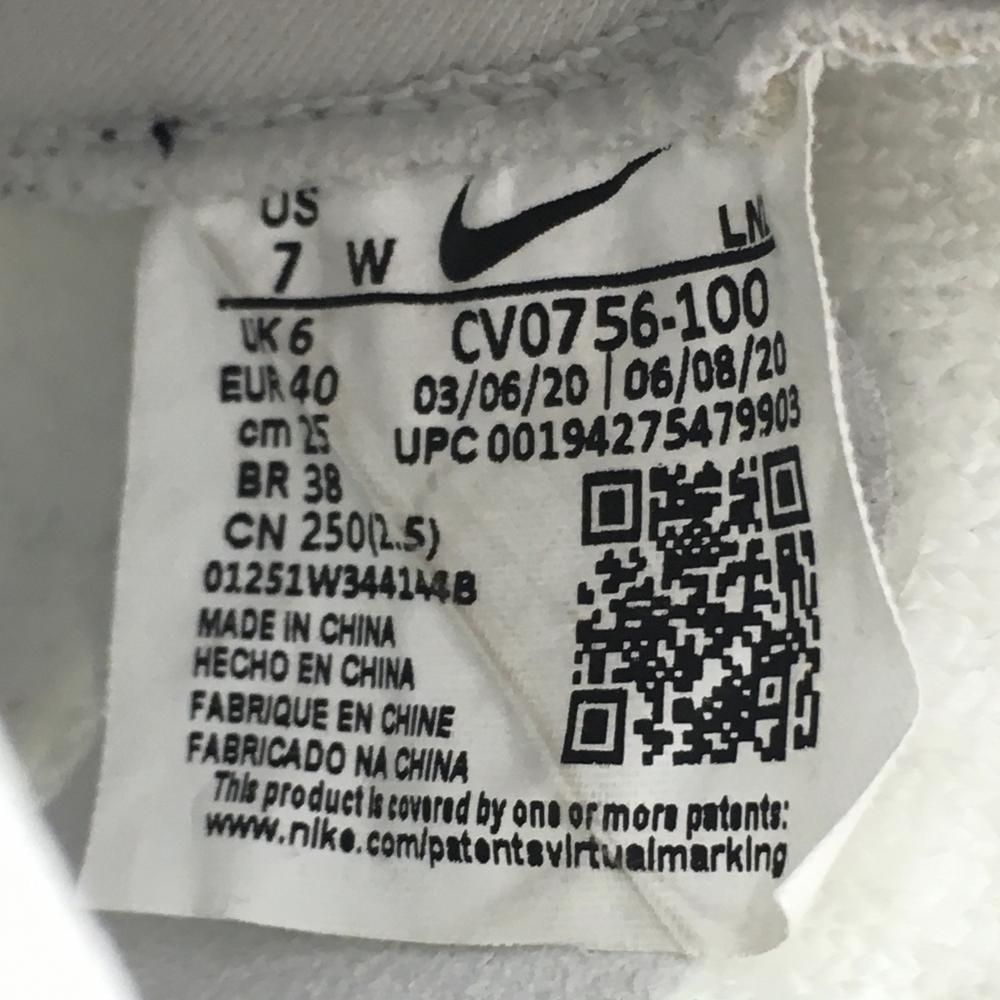 US
7 W
UK 6
EUR 40
cm 25
BR 38
CN 250(2.5)
01251W344144B
CV0756-100
03/06/20 | 06/08/20
UPC 00194275479903
MADE IN CHINA
HECHO EN CHINA
FABRIQUE EN CHINE
FABRICADO NA CHINA
This product is covered by one or more patents:
www.nike.com/patentsvirtualmarking